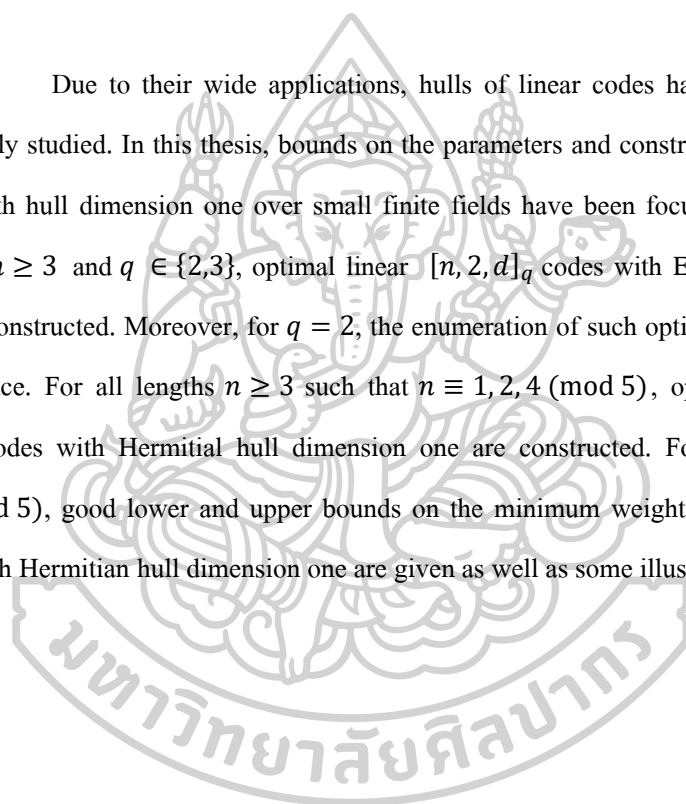 Due to their wide applications, hulls of linear codes ha
ly studied. In this thesis, bounds on the parameters and constr
th hull dimension one over small finite fields have been focu
n ≥ 3 and q ∈ {2,3}, optimal linear [n, 2, d]q codes with E
onstructed. Moreover, for q = 2, the enumeration of such opti
nce. For all lengths n ≥ 3 such that n ≡ 1, 2, 4 (mod 5), op
odes with Hermitial hull dimension one are constructed. Fo
d 5), good lower and upper bounds on the minimum weight
h Hermitian hull dimension one are given as well as some illus
มหาวิทยาลัยศิลปากร